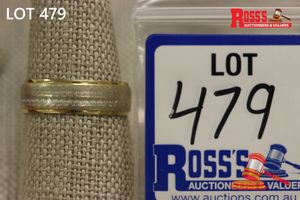 LOT 479
ROSS'S
AUCTIONEERS & VALUERS
LOT
479
ROSS'S
AUCTIONEERS & VALUERS
www.auctions.com.au